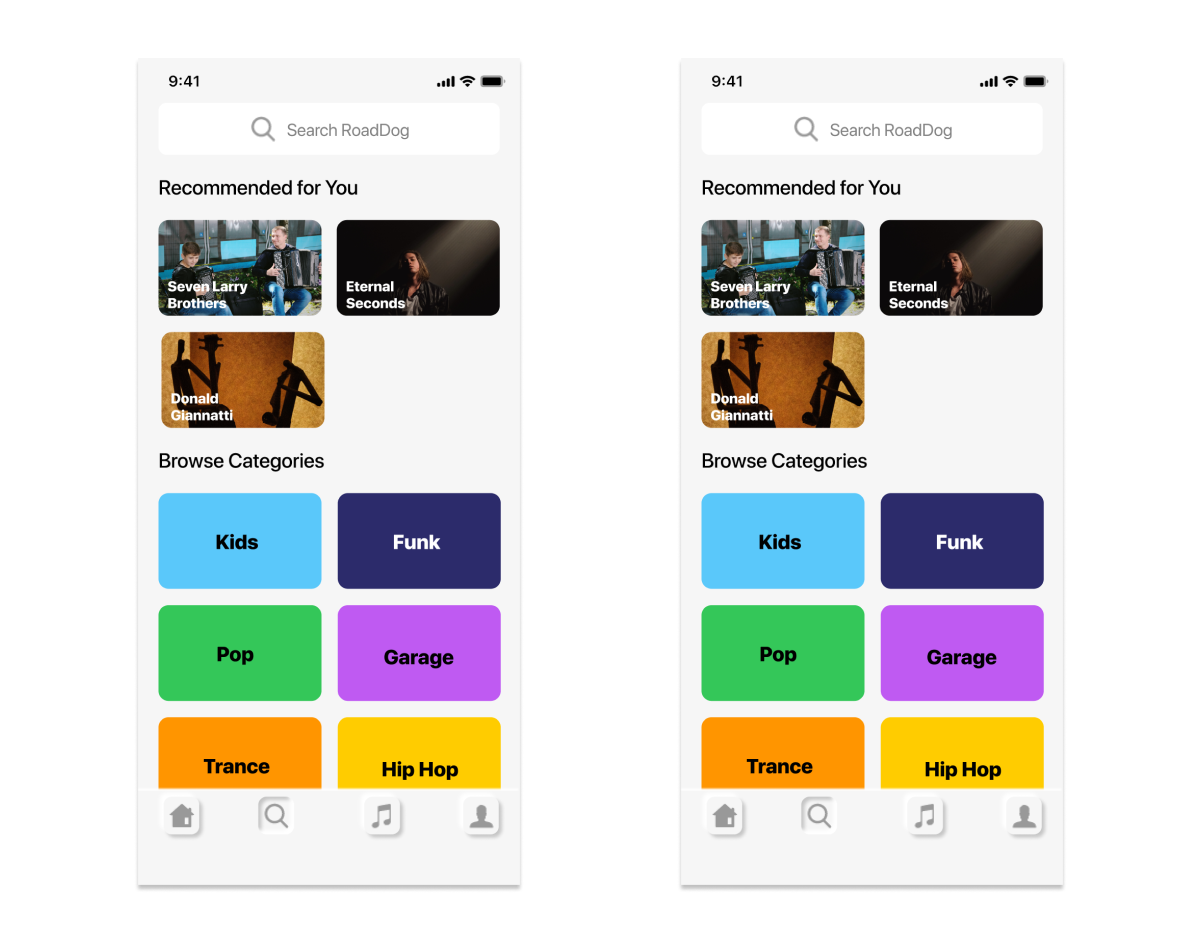 9:41
Search RoadDog
Recommended for You
Seven Larry
Brothers
Eternal
Seconds
Donald
Giannatti
Browse Categories
Kids
Funk
Pop
Garage
Trance
Hip Hop
9:41
Search RoadDog
Recommended for You
Seven Larry
Brothers
Eternal
Seconds
Donald
Giannatti
Browse Categories
Kids
Funk
Pop
Garage
Trance
Hip Hop